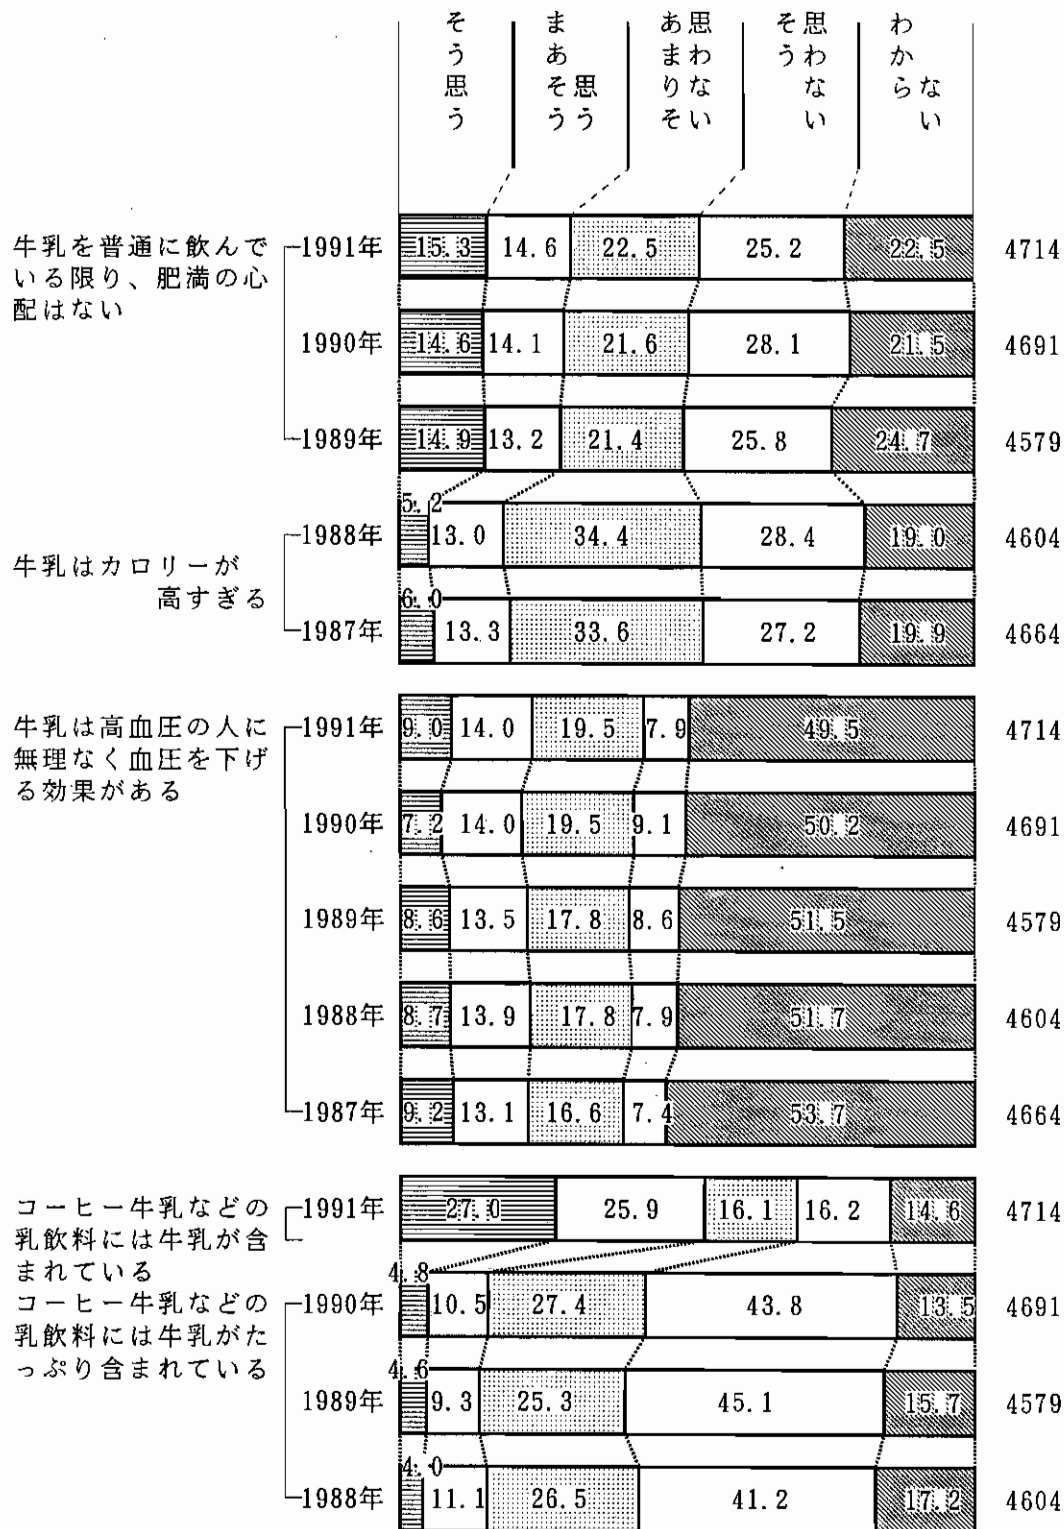 そう思う
まあそう思う
あまりそ思わない
そう思わない
わからない
牛乳を普通に飲んで
いる限り、肥満の心
配はない
1991年 15.3 14.6 22.5 25.2 22.5 4714
1990年 14.6 14.1 21.6 28.1 21.5 4691
1989年 14.9 13.2 21.4 25.8 24.7 4579
牛乳はカロリーが
高すぎる
1988年 5.2 13.0 34.4 28.4 19.0 4604
1987年 6.0 13.3 33.6 27.2 19.9 4664
牛乳は高血圧の人に
無理なく血圧を下げ
る効果がある
1991年 9.0 14.0 19.5 7.9 49.5 4714
1990年 7.2 14.0 19.5 9.1 50.2 4691
1989年 8.6 13.5 17.8 8.6 51.5 4579
1988年 8.7 13.9 17.8 7.9 51.7 4604
1987年 9.2 13.1 16.6 7.4 53.7 4664
コーヒー牛乳などの
乳飲料には牛乳が含
まれている
1991年 27.0 25.9 16.1 16.2 14.6 4714
コーヒー牛乳などの
乳飲料には牛乳がた
っぷり含まれている
1990年 4.8 10.5 27.4 43.8 13.5 4691
1989年 4.6 9.3 25.3 45.1 15.7 4579
1988年 4.0 11.1 26.5 41.2 17.2 4604